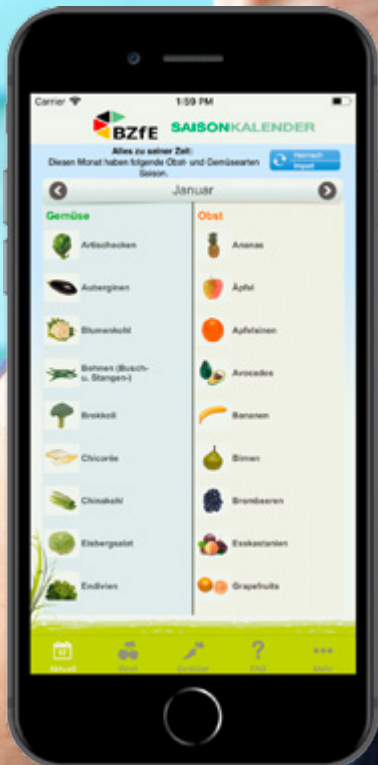 Carrier 1:59 PM
BZfE SAISONKALENDER
Alles zu seiner Zeit:
Diesen Monat haben folgende Obst- und Gemüsearten
Saison.
Heimisch
Import
Januar
Gemüse Obst
Artischocken Ananas
Auberginen Äpfel
Blumenkohl Apfelsinen
Bohnen (Busch-
u. Stangen-)
Avocados
Brokkoli Bananen
Chicorée Birnen
Chinakohl Brombeeren
Eisbergsalat Esskastanien
Endivien Grapefruits
Aktuell Obst Gemüse FAQ Mehr